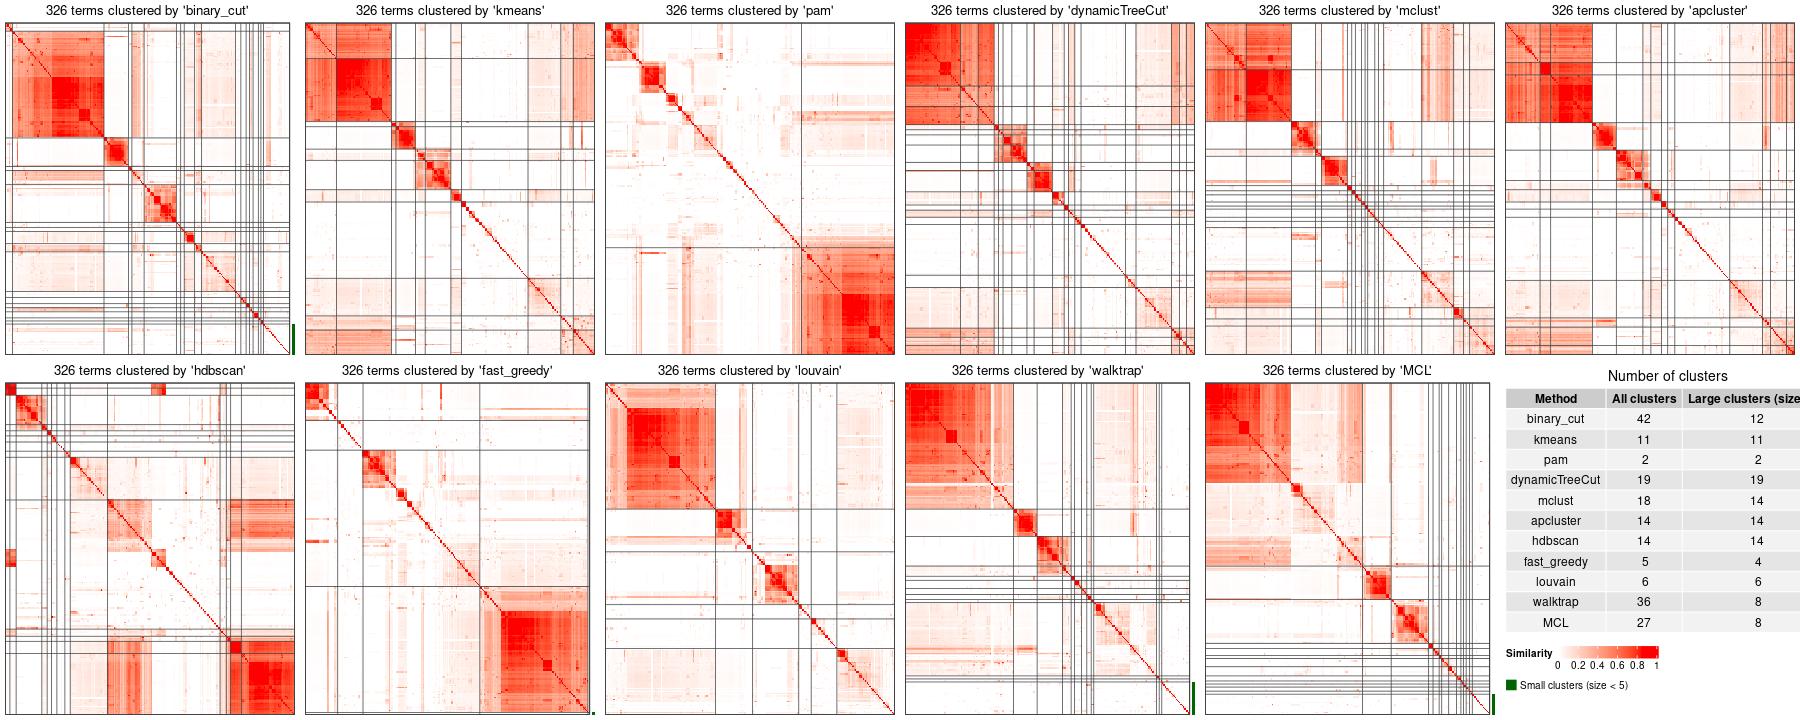 326 terms clustered by 'binary_cut'
326 terms clustered by 'kmeans'
326 terms clustered by 'pam'
326 terms clustered by 'dynamicTreeCut'
326 terms clustered by 'mclust'
326 terms clustered by 'apcluster'
326 terms clustered by 'hdbscan'
326 terms clustered by 'fast_greedy'
326 terms clustered by 'louvain'
326 terms clustered by 'walktrap'
326 terms clustered by 'MCL'
Number of clusters
Method All clusters Large clusters (size
binary_cut 42 12
kmeans 11 11
pam 2 2
dynamicTreeCut 19 19
mclust 18 14
apcluster 14 14
hdbscan 14 14
fast_greedy 5 4
louvain 6 6
walktrap 36 8
MCL 27 8
Similarity
0 0.2 0.4 0.6 0.8 1
Small clusters (size < 5)